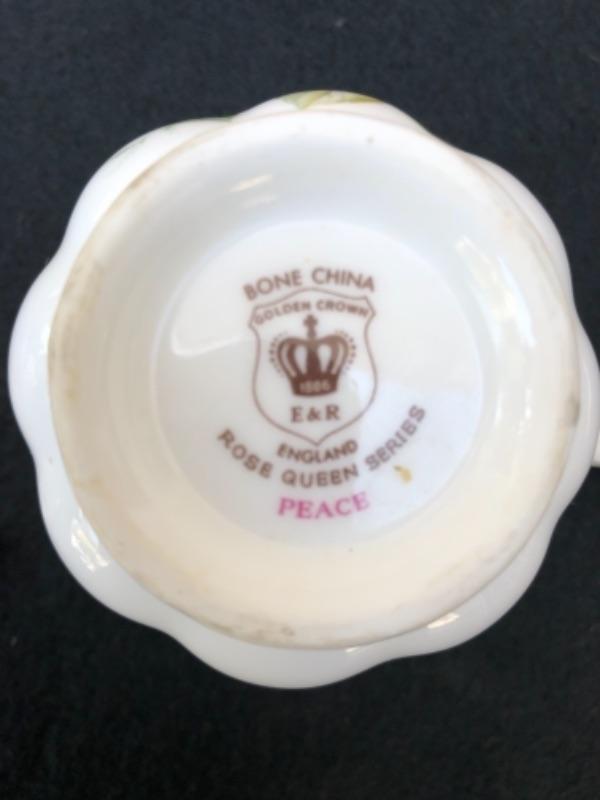 BONE CHINA
GOLDEN CROWN
1886
E & R
ENGLAND
ROSE QUEEN SERIES
PEACE